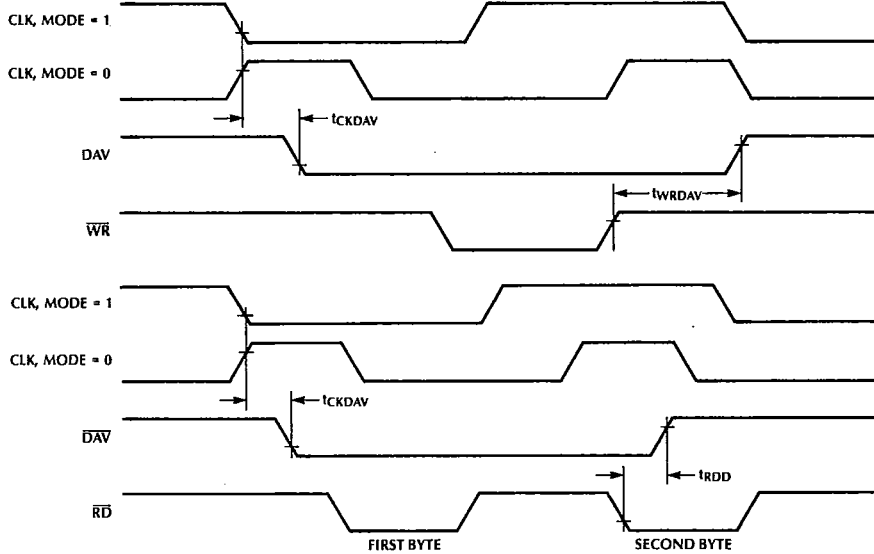 CLK, MODE = 1
CLK, MODE = 0
tCKDAV
DAV
tWRDAV
WR
CLK, MODE = 1
CLK, MODE = 0
tCKDAV
DAV
tRDD
RD
FIRST BYTE
SECOND BYTE